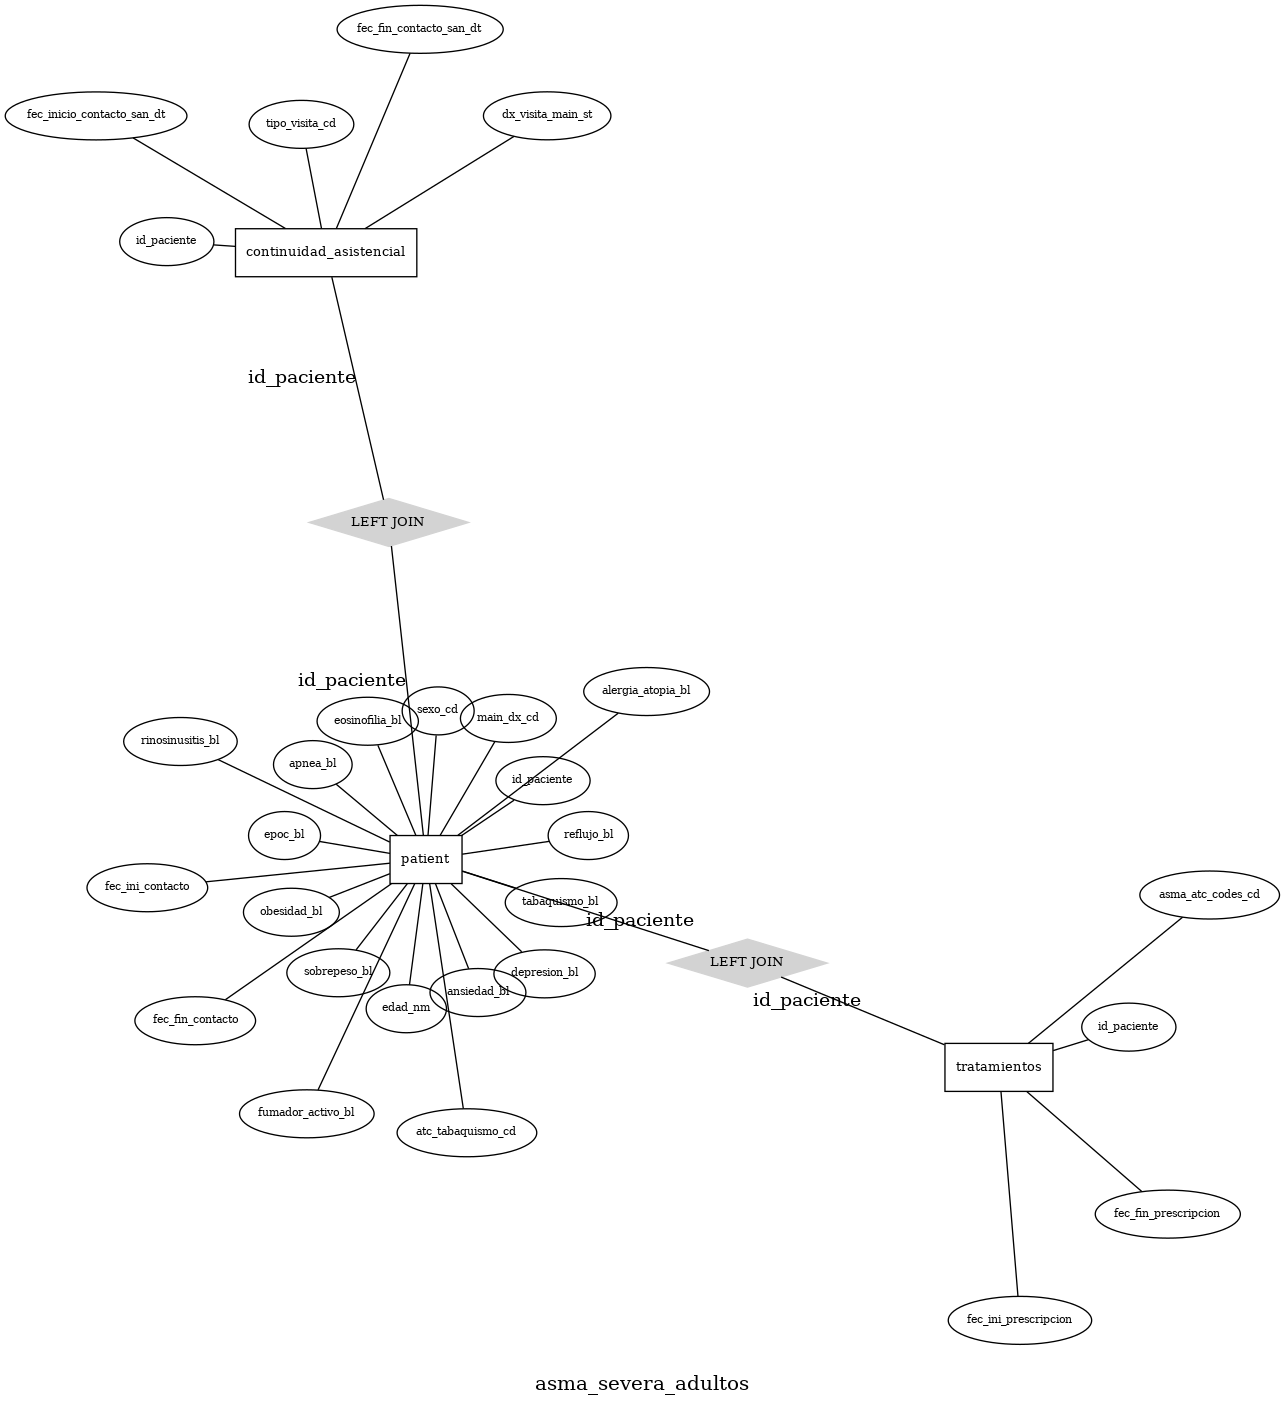 fec_fin_contacto_san_dt
fec_inicio_contacto_san_dt
tipo_visita_cd
dx_visita_main_st
id_paciente
continuidad_asistencial
id_paciente
LEFT JOIN
id_paciente
alergia_atopia_bl
sexo_cd
main_dx_cd
eosinofilia_bl
rinosinusitis_bl
apnea_bl
id_paciente
epoc_bl
reflujo_bl
patient
fec_ini_contacto
tabaquismo_bl
obesidad_bl
id_paciente
asma_atc_codes_cd
LEFT JOIN
sobrepeso_bl
depresion_bl
ansiedad_bl
id_paciente
edad_nm
fec_fin_contacto
id_paciente
tratamientos
fumador_activo_bl
atc_tabaquismo_cd
fec_fin_prescripcion
fec_ini_prescripcion
asma_severa_adultos